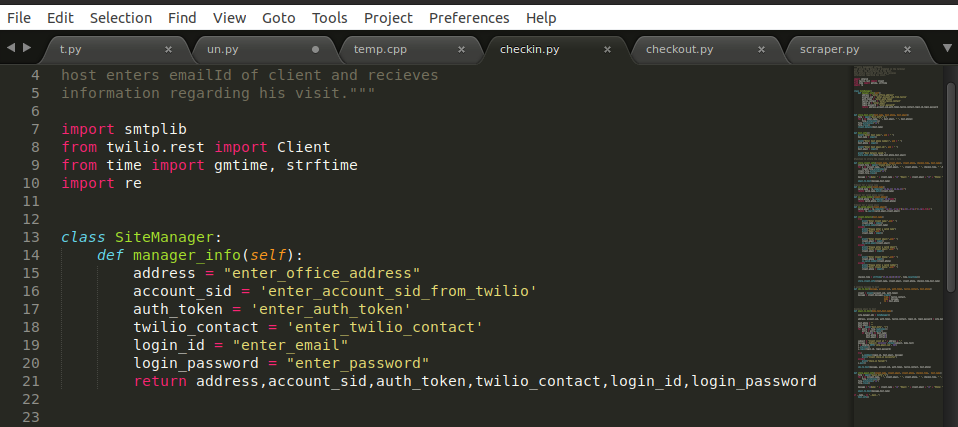 File Edit Selection Find View Goto Tools Project Preferences Help
t.py × un.py temp.cpp × checkin.py × checkout.py × scraper.py ×
4 host enters emailId of client and recieves
5 information regarding his visit."""
6
7 import smtplib
8 from twilio.rest import Client
9 from time import gmtime, strftime
10 import re
11
12
13 class SiteManager:
14     def manager_info(self):
15         address = "enter_office_address"
16         account_sid = 'enter_account_sid_from_twilio'
17         auth_token = 'enter_auth_token'
18         twilio_contact = 'enter_twilio_contact'
19         login_id = "enter_email"
20         login_password = "enter_password"
21         return address,account_sid,auth_token,twilio_contact,login_id,login_password
22
23